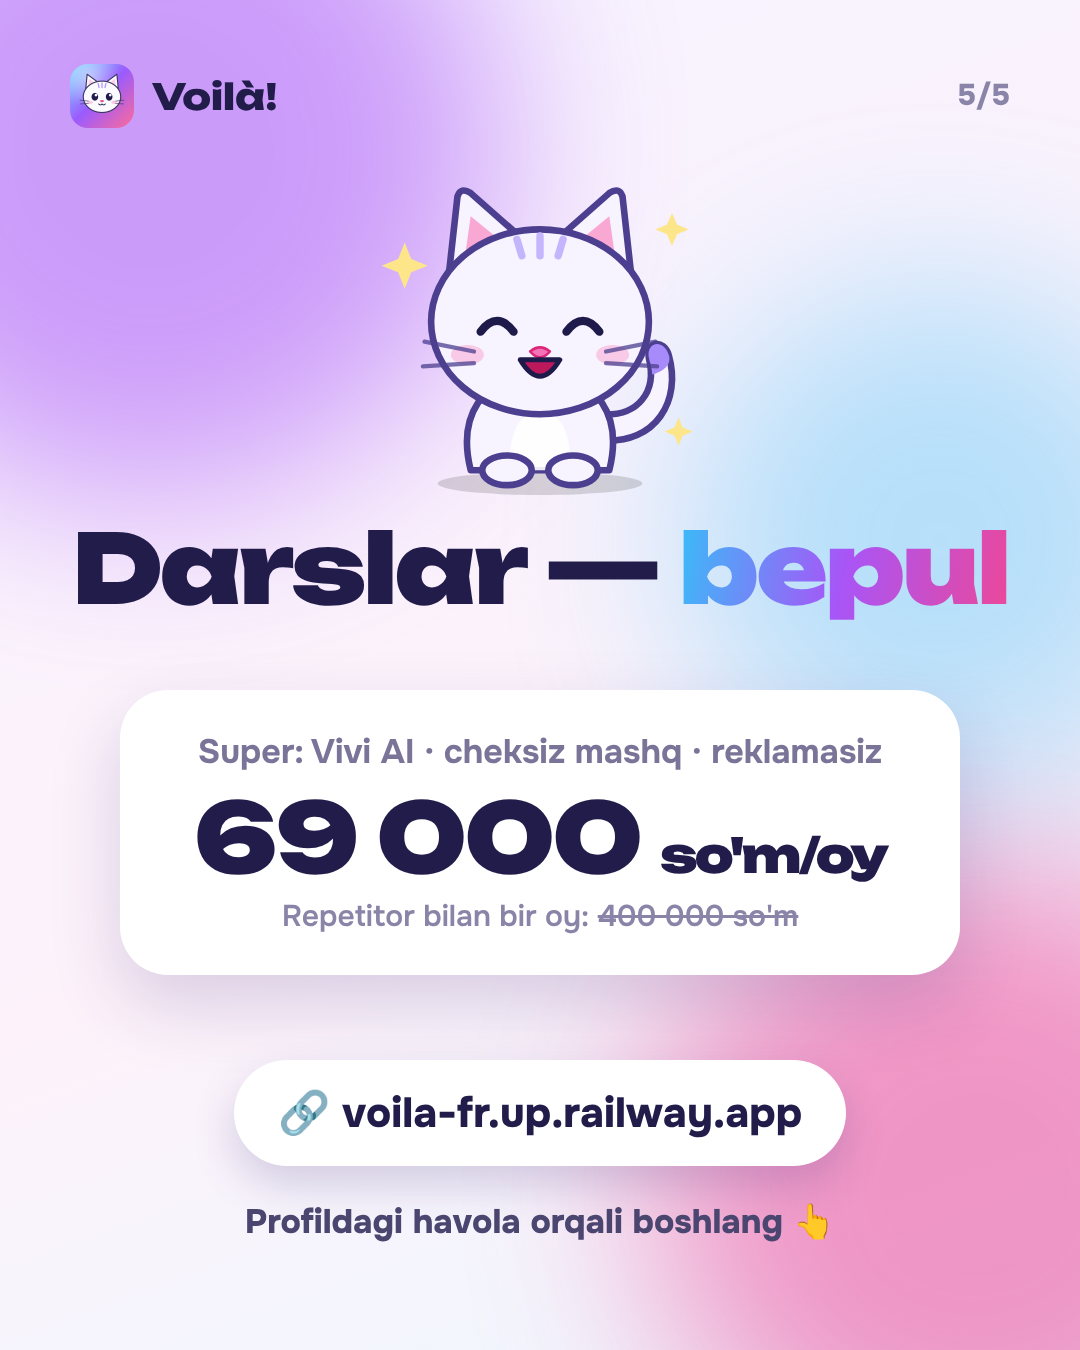 Voilà!
5/5
Darslar — bepul
Super: Vivi AI · cheksiz mashq · reklamasiz
69 000 so'm/oy
Repetitor bilan bir oy: 400 000 so'm
🔗 voila-fr.up.railway.app
Profildagi havola orqali boshlang 👆